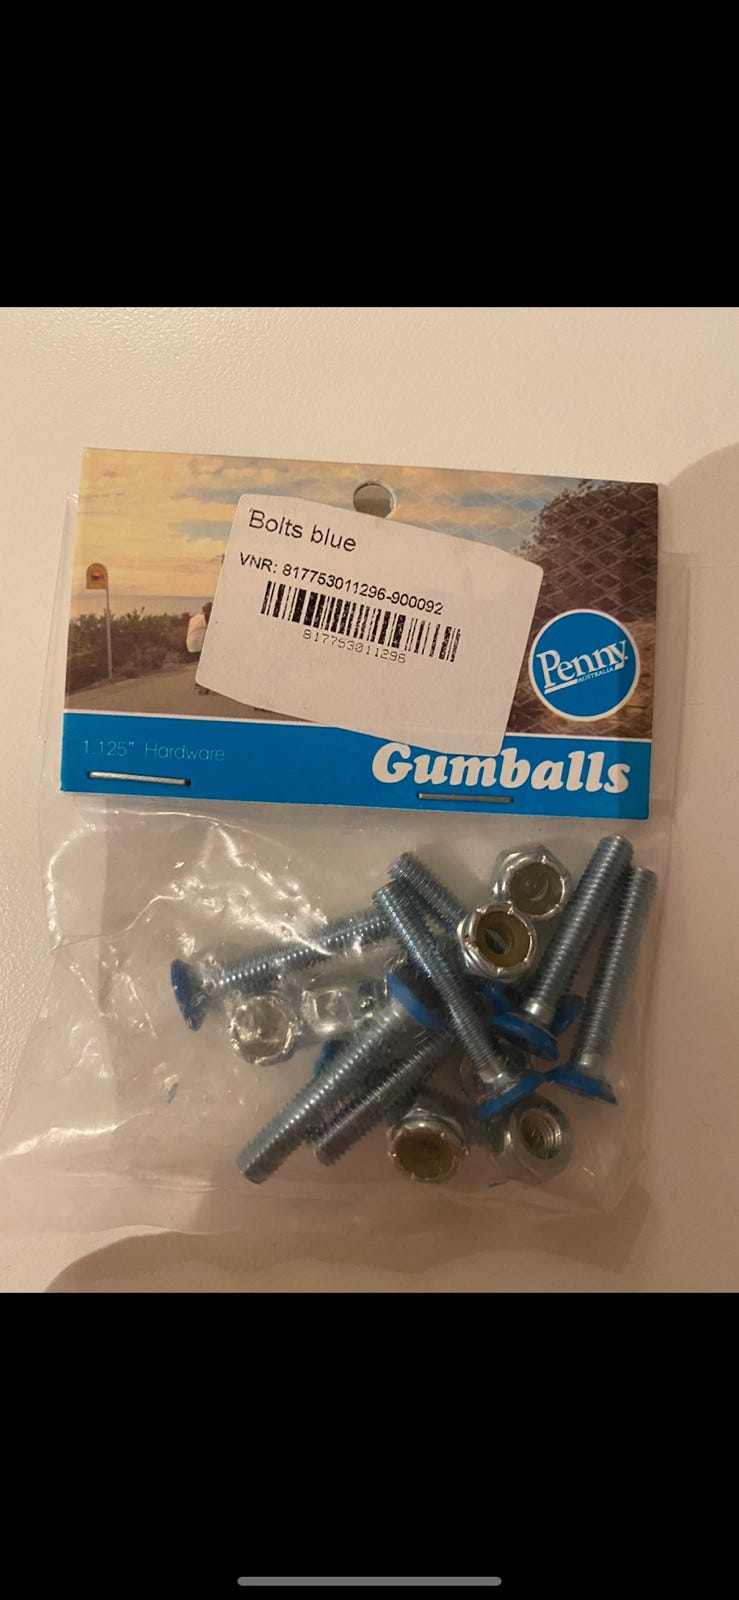 Bolts blue
VNR: 817753011296-900092
817753011296
Penny
AUSTRALIA
1.125" Hardware
Gumballs